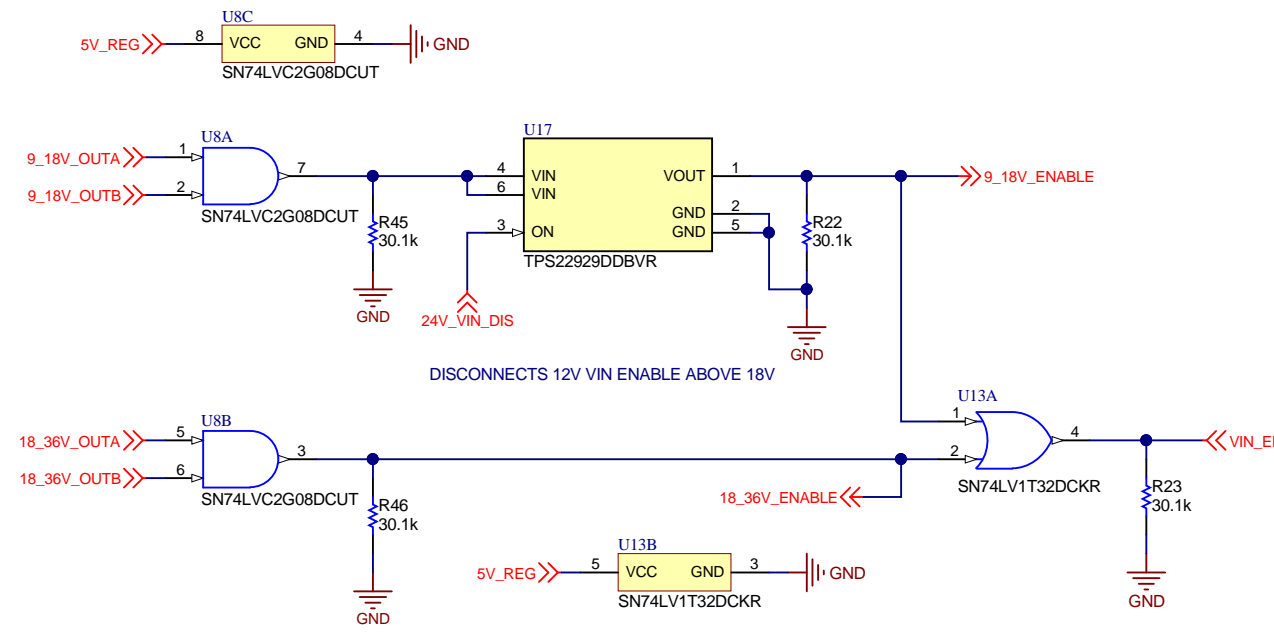 U8C
5V_REG 8 VCC GND 4 GND
SN74LVC2G08DCUT
U8A
9_18V_OUTA 1
7
9_18V_OUTB 2
SN74LVC2G08DCUT
R45
30.1k
GND
U17
4 VIN VOUT 1
6 VIN
GND 2
3 ON GND 5
TPS22929DDBVR
24V_VIN_DIS
9_18V_ENABLE
R22
30.1k
GND
DISCONNECTS 12V VIN ENABLE ABOVE 18V
U8B
18_36V_OUTA 5
3
18_36V_OUTB 6
SN74LVC2G08DCUT
R46
30.1k
GND
18_36V_ENABLE
U13A
1
4
2
SN74LV1T32DCKR
R23
30.1k
GND
U13B
5V_REG 5 VCC GND 3 GND
SN74LV1T32DCKR